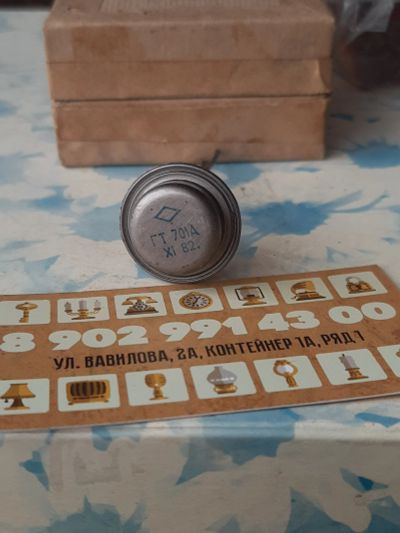 ГТ 701А
XI 82.
8 902 991 43 00
УЛ. ВАВИЛОВА, 2А, КОНТЕЙНЕР 1А, РЯД 1